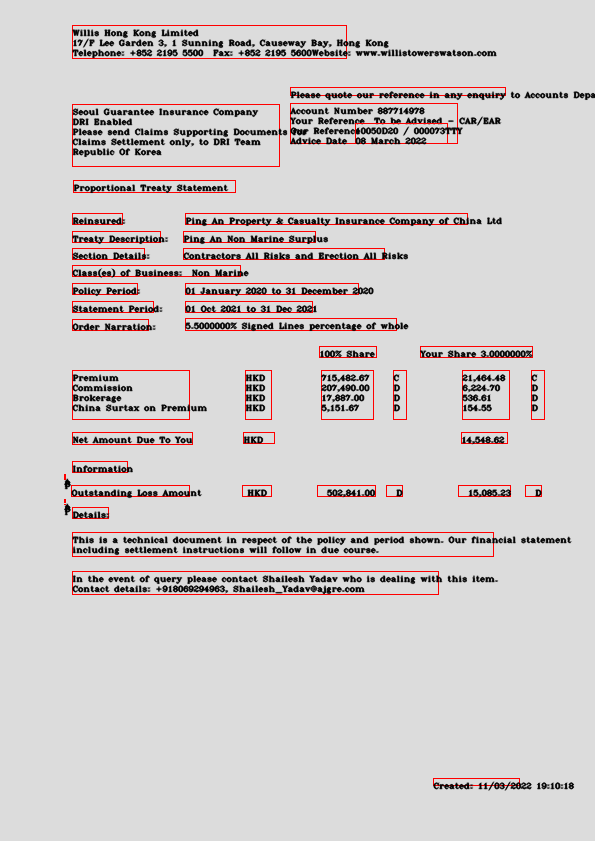 Willis Hong Kong Limited
17/F Lee Garden 3, 1 Sunning Road, Causeway Bay, Hong Kong
Telephone: +852 2195 5500 Fax: +852 2195 5600Website: www.willistowerswatson.com
Please quote our reference in any enquiry to Accounts Depa
Seoul Guarantee Insurance Company
DRI Enabled
Please send Claims Supporting Documents for
Claims Settlement only, to DRI Team
Republic Of Korea
Account Number 887714978
Your Reference To be Advised - CAR/EAR
Our Reference 10050D20 / 000073TTY
Advice Date 08 March 2022
Proportional Treaty Statement
Reinsured: Ping An Property & Casualty Insurance Company of China Ltd
Treaty Description: Ping An Non Marine Surplus
Section Details: Contractors All Risks and Erection All Risks
Class(es) of Business: Non Marine
Policy Period: 01 January 2020 to 31 December 2020
Statement Period: 01 Oct 2021 to 31 Dec 2021
Order Narration: 5.5000000% Signed Lines percentage of whole
100% Share Your Share 3.0000000%
Premium HKD 715,482.67 C 21,464.48 C
Commission HKD 207,490.00 D 6,224.70 D
Brokerage HKD 17,887.00 D 536.61 D
China Surtax on Premium HKD 5,151.67 D 154.55 D
Net Amount Due To You HKD 14,548.62
Information
Outstanding Loss Amount HKD 502,841.00 D 15,085.23 D
Details:
This is a technical document in respect of the policy and period shown. Our financial statement
including settlement instructions will follow in due course.
In the event of query please contact Shailesh Yadav who is dealing with this item.
Contact details: +918069294963, Shailesh_Yadav@ajgre.com
Created: 11/03/2022 19:10:18